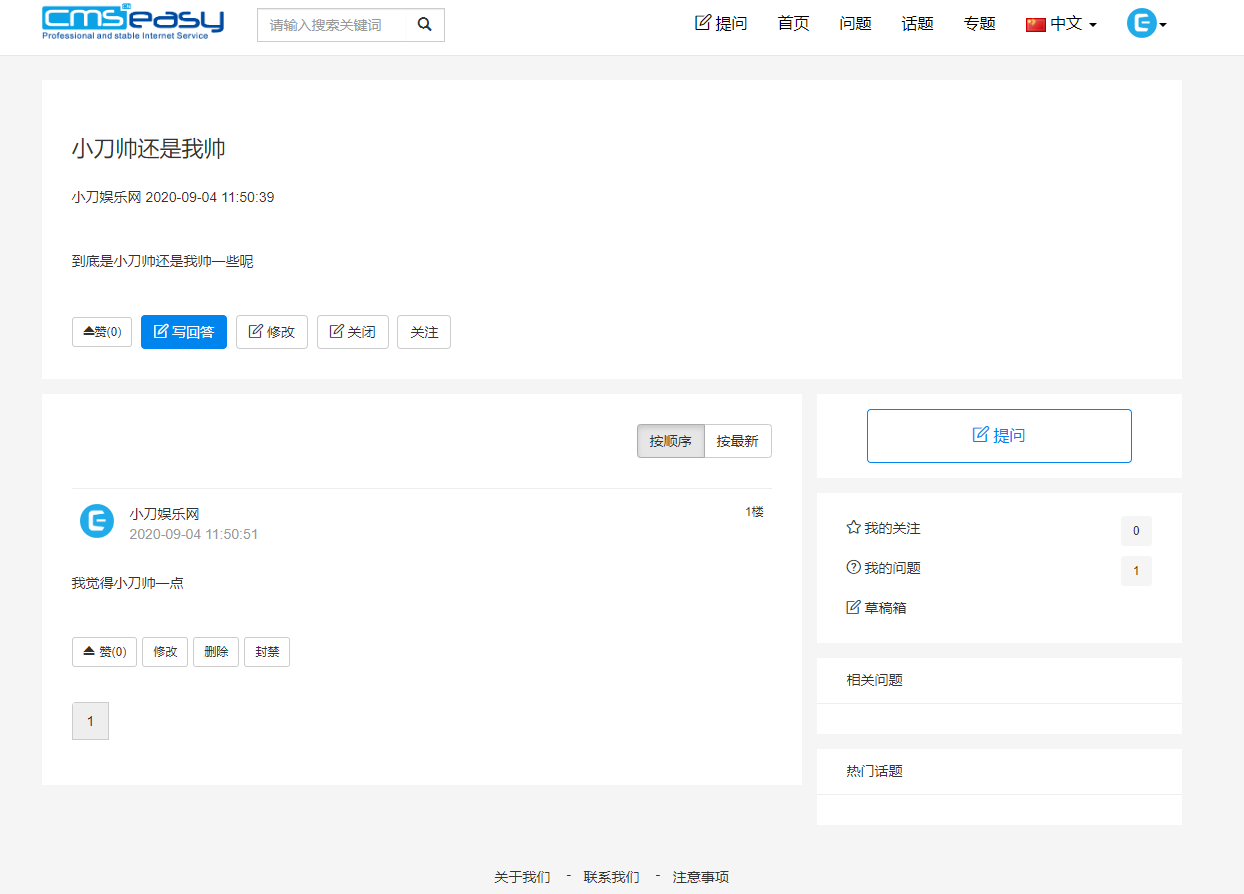 CMSeasy
Professional and stable Internet Service
请输入搜索关键词
提问 首页 问题 话题 专题 中文
小刀帅还是我帅
小刀娱乐网 2020-09-04 11:50:39
到底是小刀帅还是我帅一些呢
赞(0) 写回答 修改 关闭 关注
按顺序 按最新
小刀娱乐网 1楼
2020-09-04 11:50:51
我觉得小刀帅一点
赞(0) 修改 删除 封禁
1
提问
我的关注 0
我的问题 1
草稿箱
相关问题
热门话题
关于我们 - 联系我们 - 注意事项